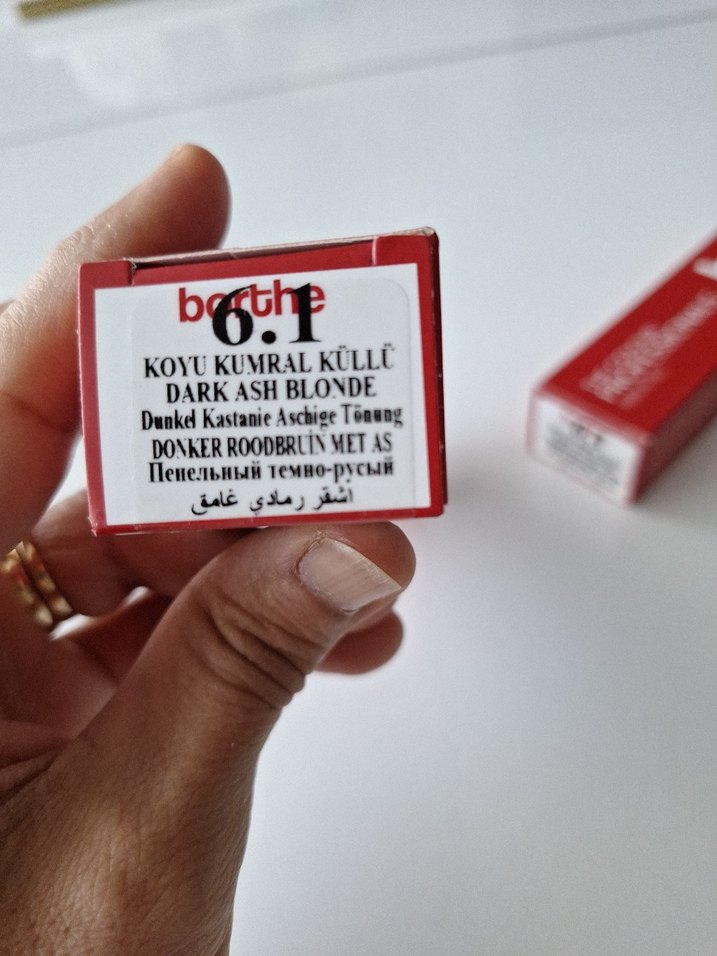 borthe
6.1
KOYU KUMRAL KÜLLÜ
DARK ASH BLONDE
Dunkel Kastanie Aschige Tönung
DONKER ROODBRUİN MET AS
Пепельный темно-русый
اشقر رمادي غامق